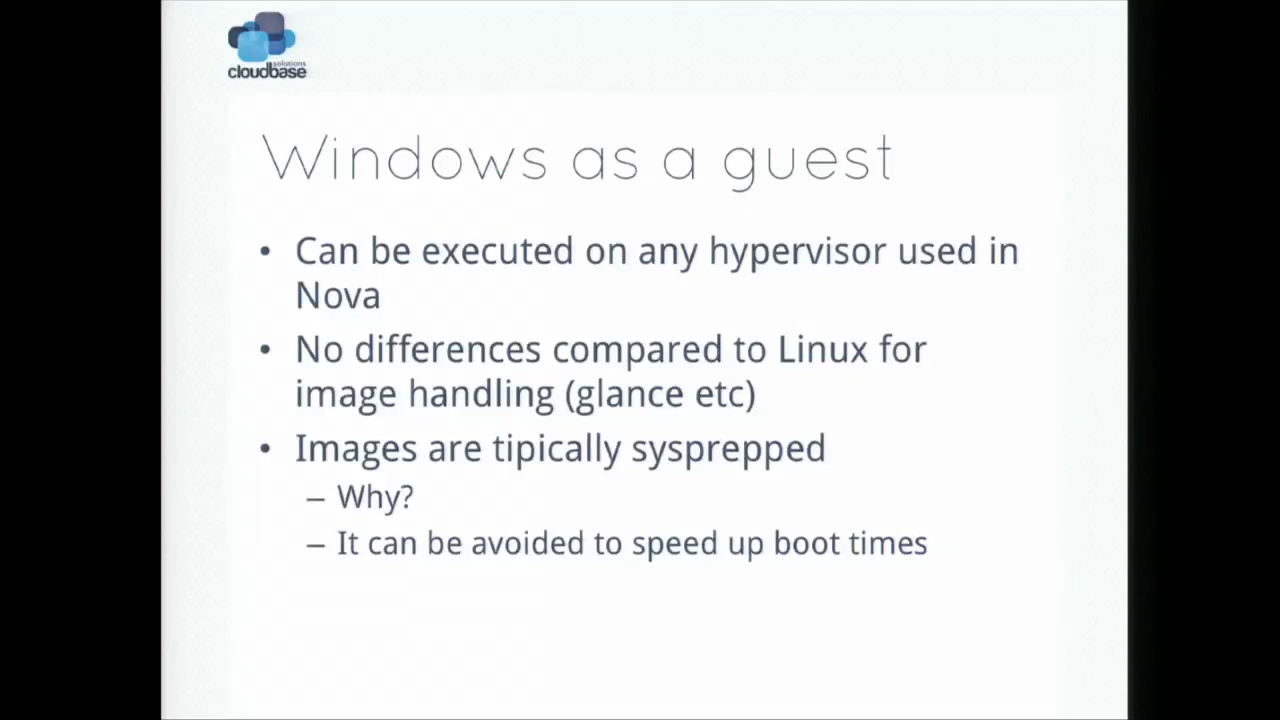 solutions
cloudbase
Windows as a guest
• Can be executed on any hypervisor used in
Nova
• No differences compared to Linux for
image handling (glance etc)
• Images are tipically sysprepped
– Why?
– It can be avoided to speed up boot times